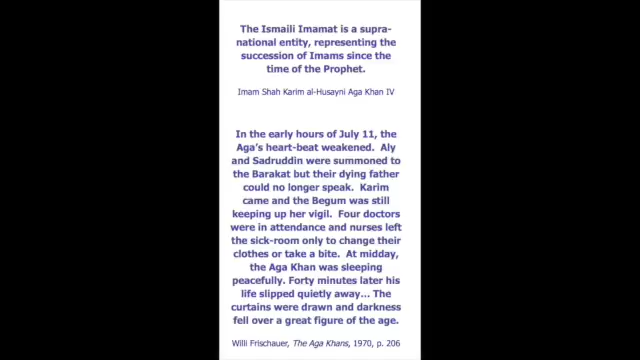 The Ismaili Imamat is a supra-
national entity, representing the
succession of Imams since the
time of the Prophet.
Imam Shah Karim al-Husayni Aga Khan IV
In the early hours of July 11, the
Aga's heart-beat weakened.  Aly
and Sadruddin were summoned to
the Barakat but their dying father
could no longer speak.  Karim
came and the Begum was still
keeping up her vigil.  Four doctors
were in attendance and nurses left
the sick-room only to change their
clothes or take a bite.  At midday,
the Aga Khan was sleeping
peacefully. Forty minutes later his
life slipped quietly away... The
curtains were drawn and darkness
fell over a great figure of the age.
Willi Frischauer, The Aga Khans, 1970, p. 206